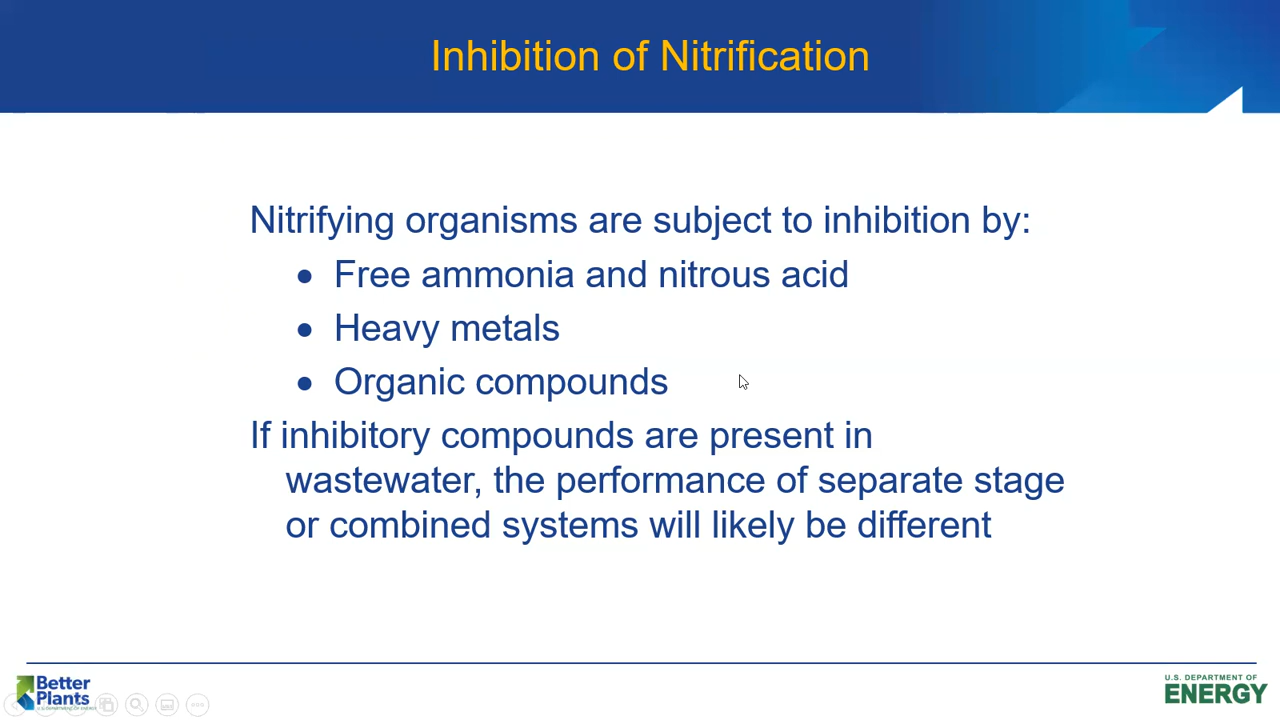 Inhibition of Nitrification
Nitrifying organisms are subject to inhibition by:
• Free ammonia and nitrous acid
• Heavy metals
• Organic compounds
If inhibitory compounds are present in
wastewater, the performance of separate stage
or combined systems will likely be different
Better
Plants
U.S. DEPARTMENT OF
ENERGY